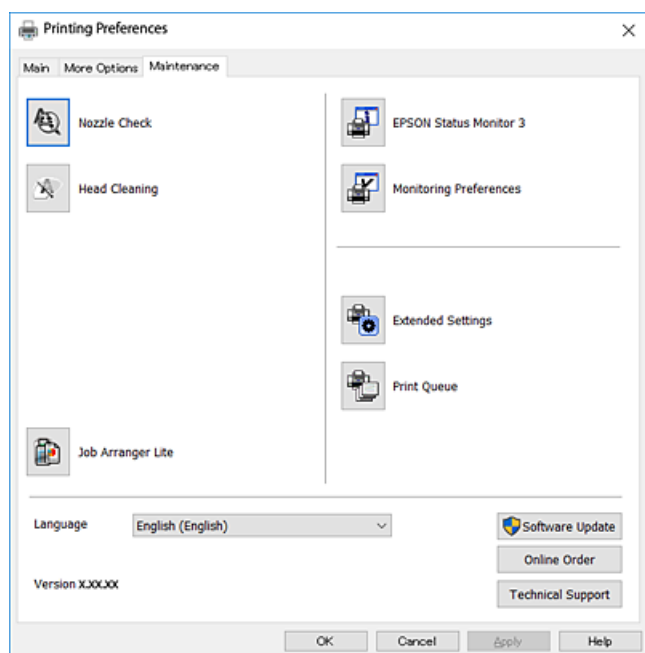 Printing Preferences
Main More Options Maintenance
Nozzle Check
EPSON Status Monitor 3
Head Cleaning
Monitoring Preferences
Extended Settings
Print Queue
Job Arranger Lite
Language English (English)
Software Update
Online Order
Version X.XX.XX
Technical Support
OK Cancel Apply Help